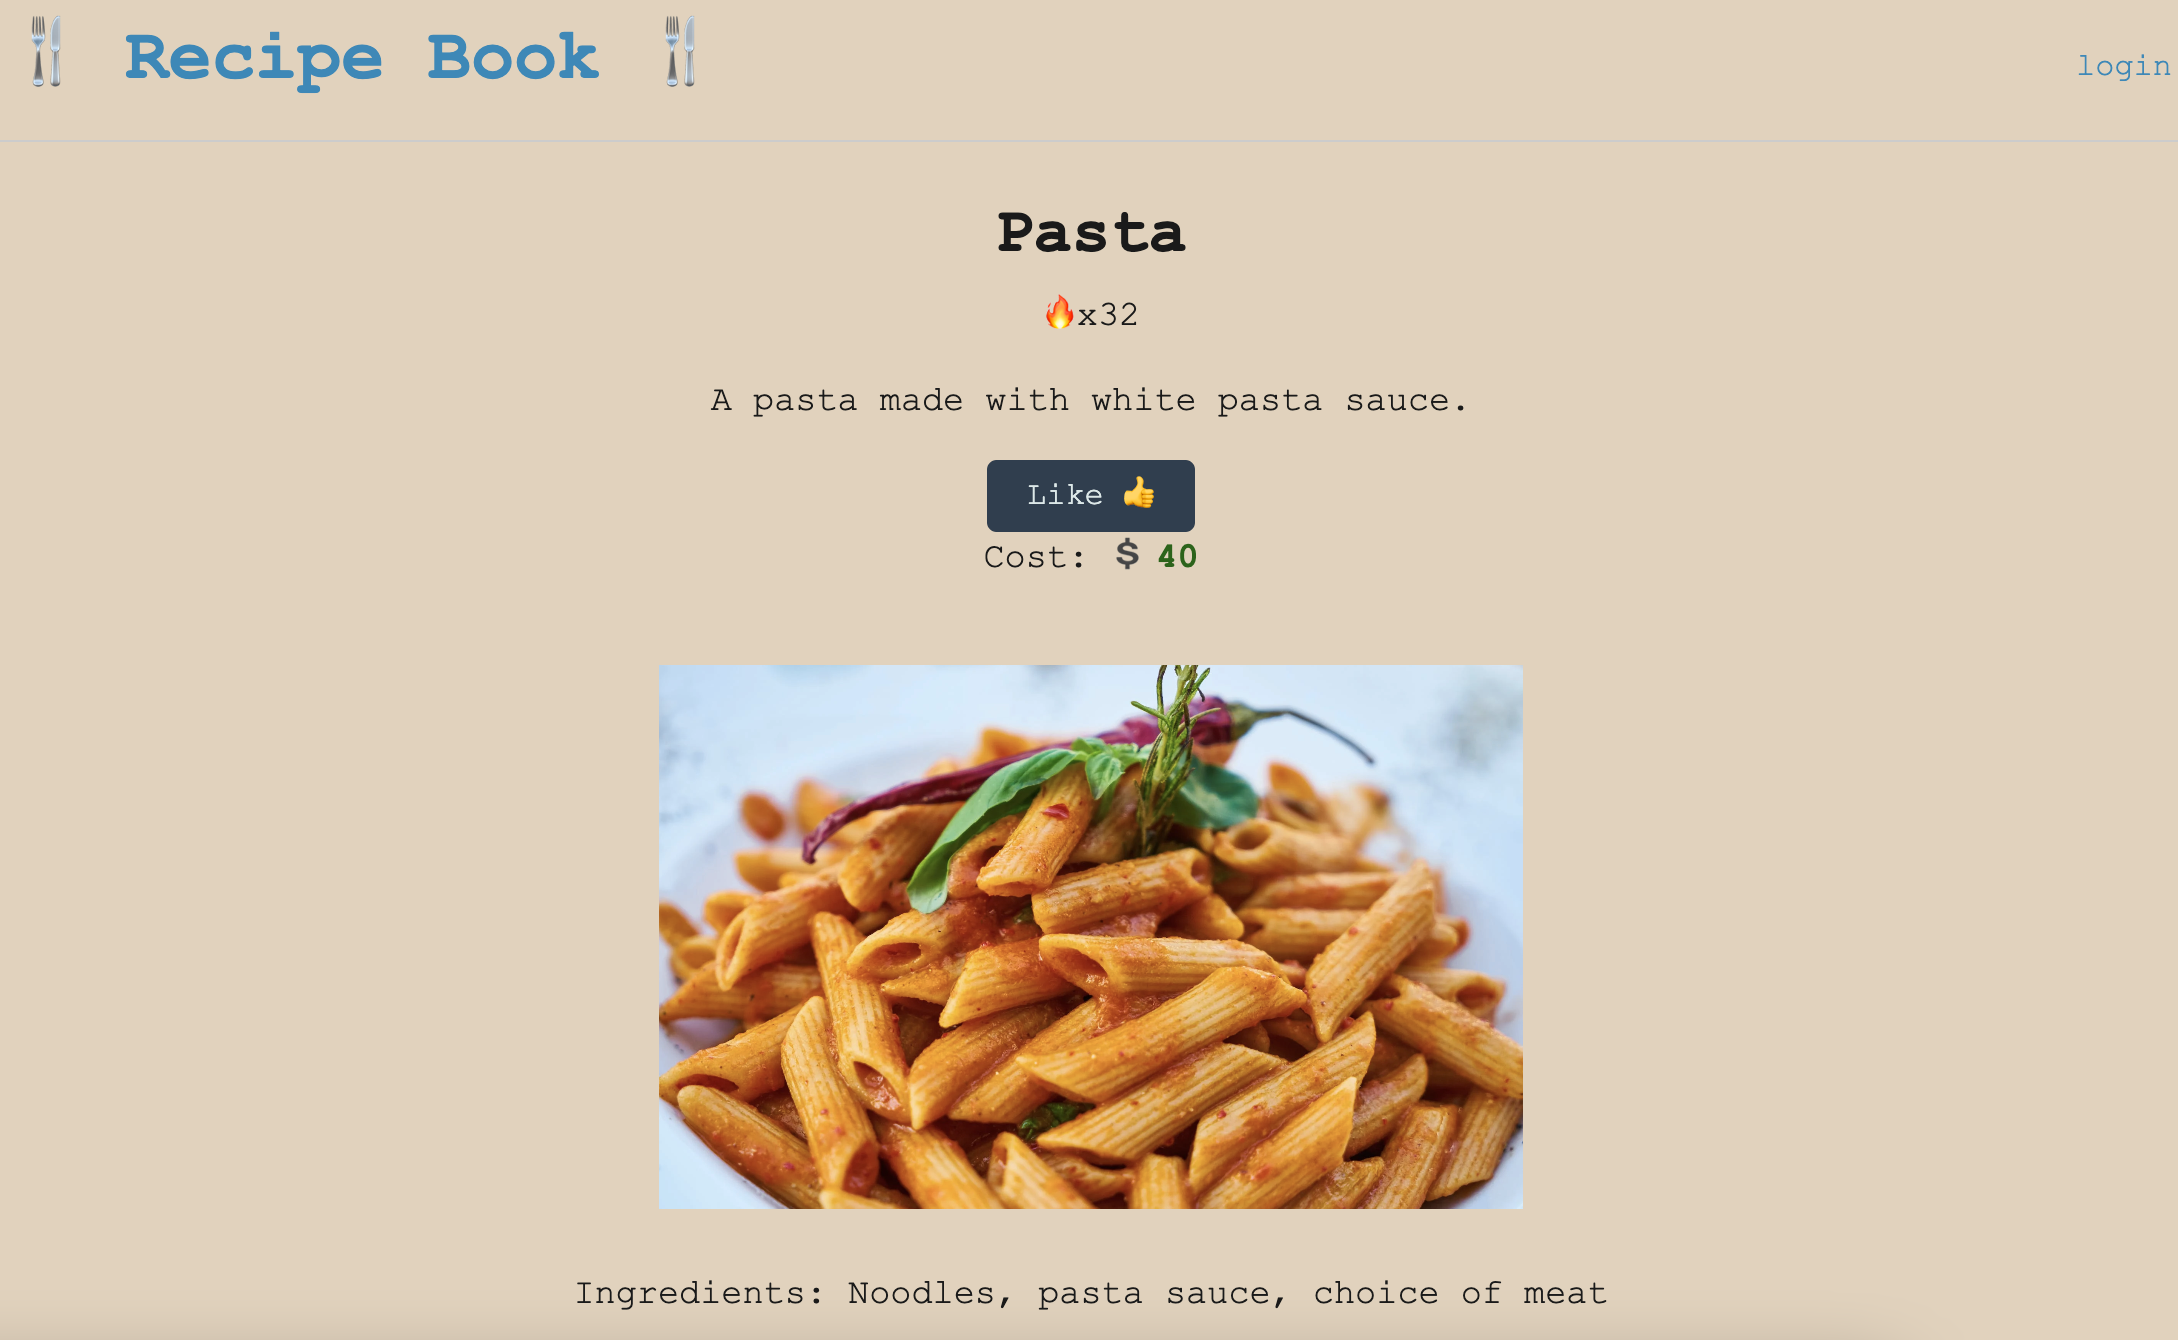 🍴 Recipe Book 🍴
login
Pasta
🔥x32
A pasta made with white pasta sauce.
Like 👍
Cost: 💲40
Ingredients: Noodles, pasta sauce, choice of meat